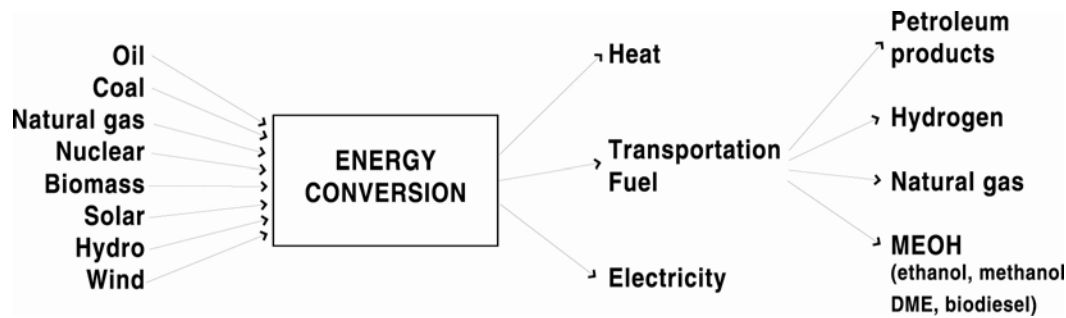 Oil
Coal
Natural gas
Nuclear
Biomass
Solar
Hydro
Wind
ENERGY
CONVERSION
Heat
Transportation
Fuel
Electricity
Petroleum
products
Hydrogen
Natural gas
MEOH
(ethanol, methanol
DME, biodiesel)